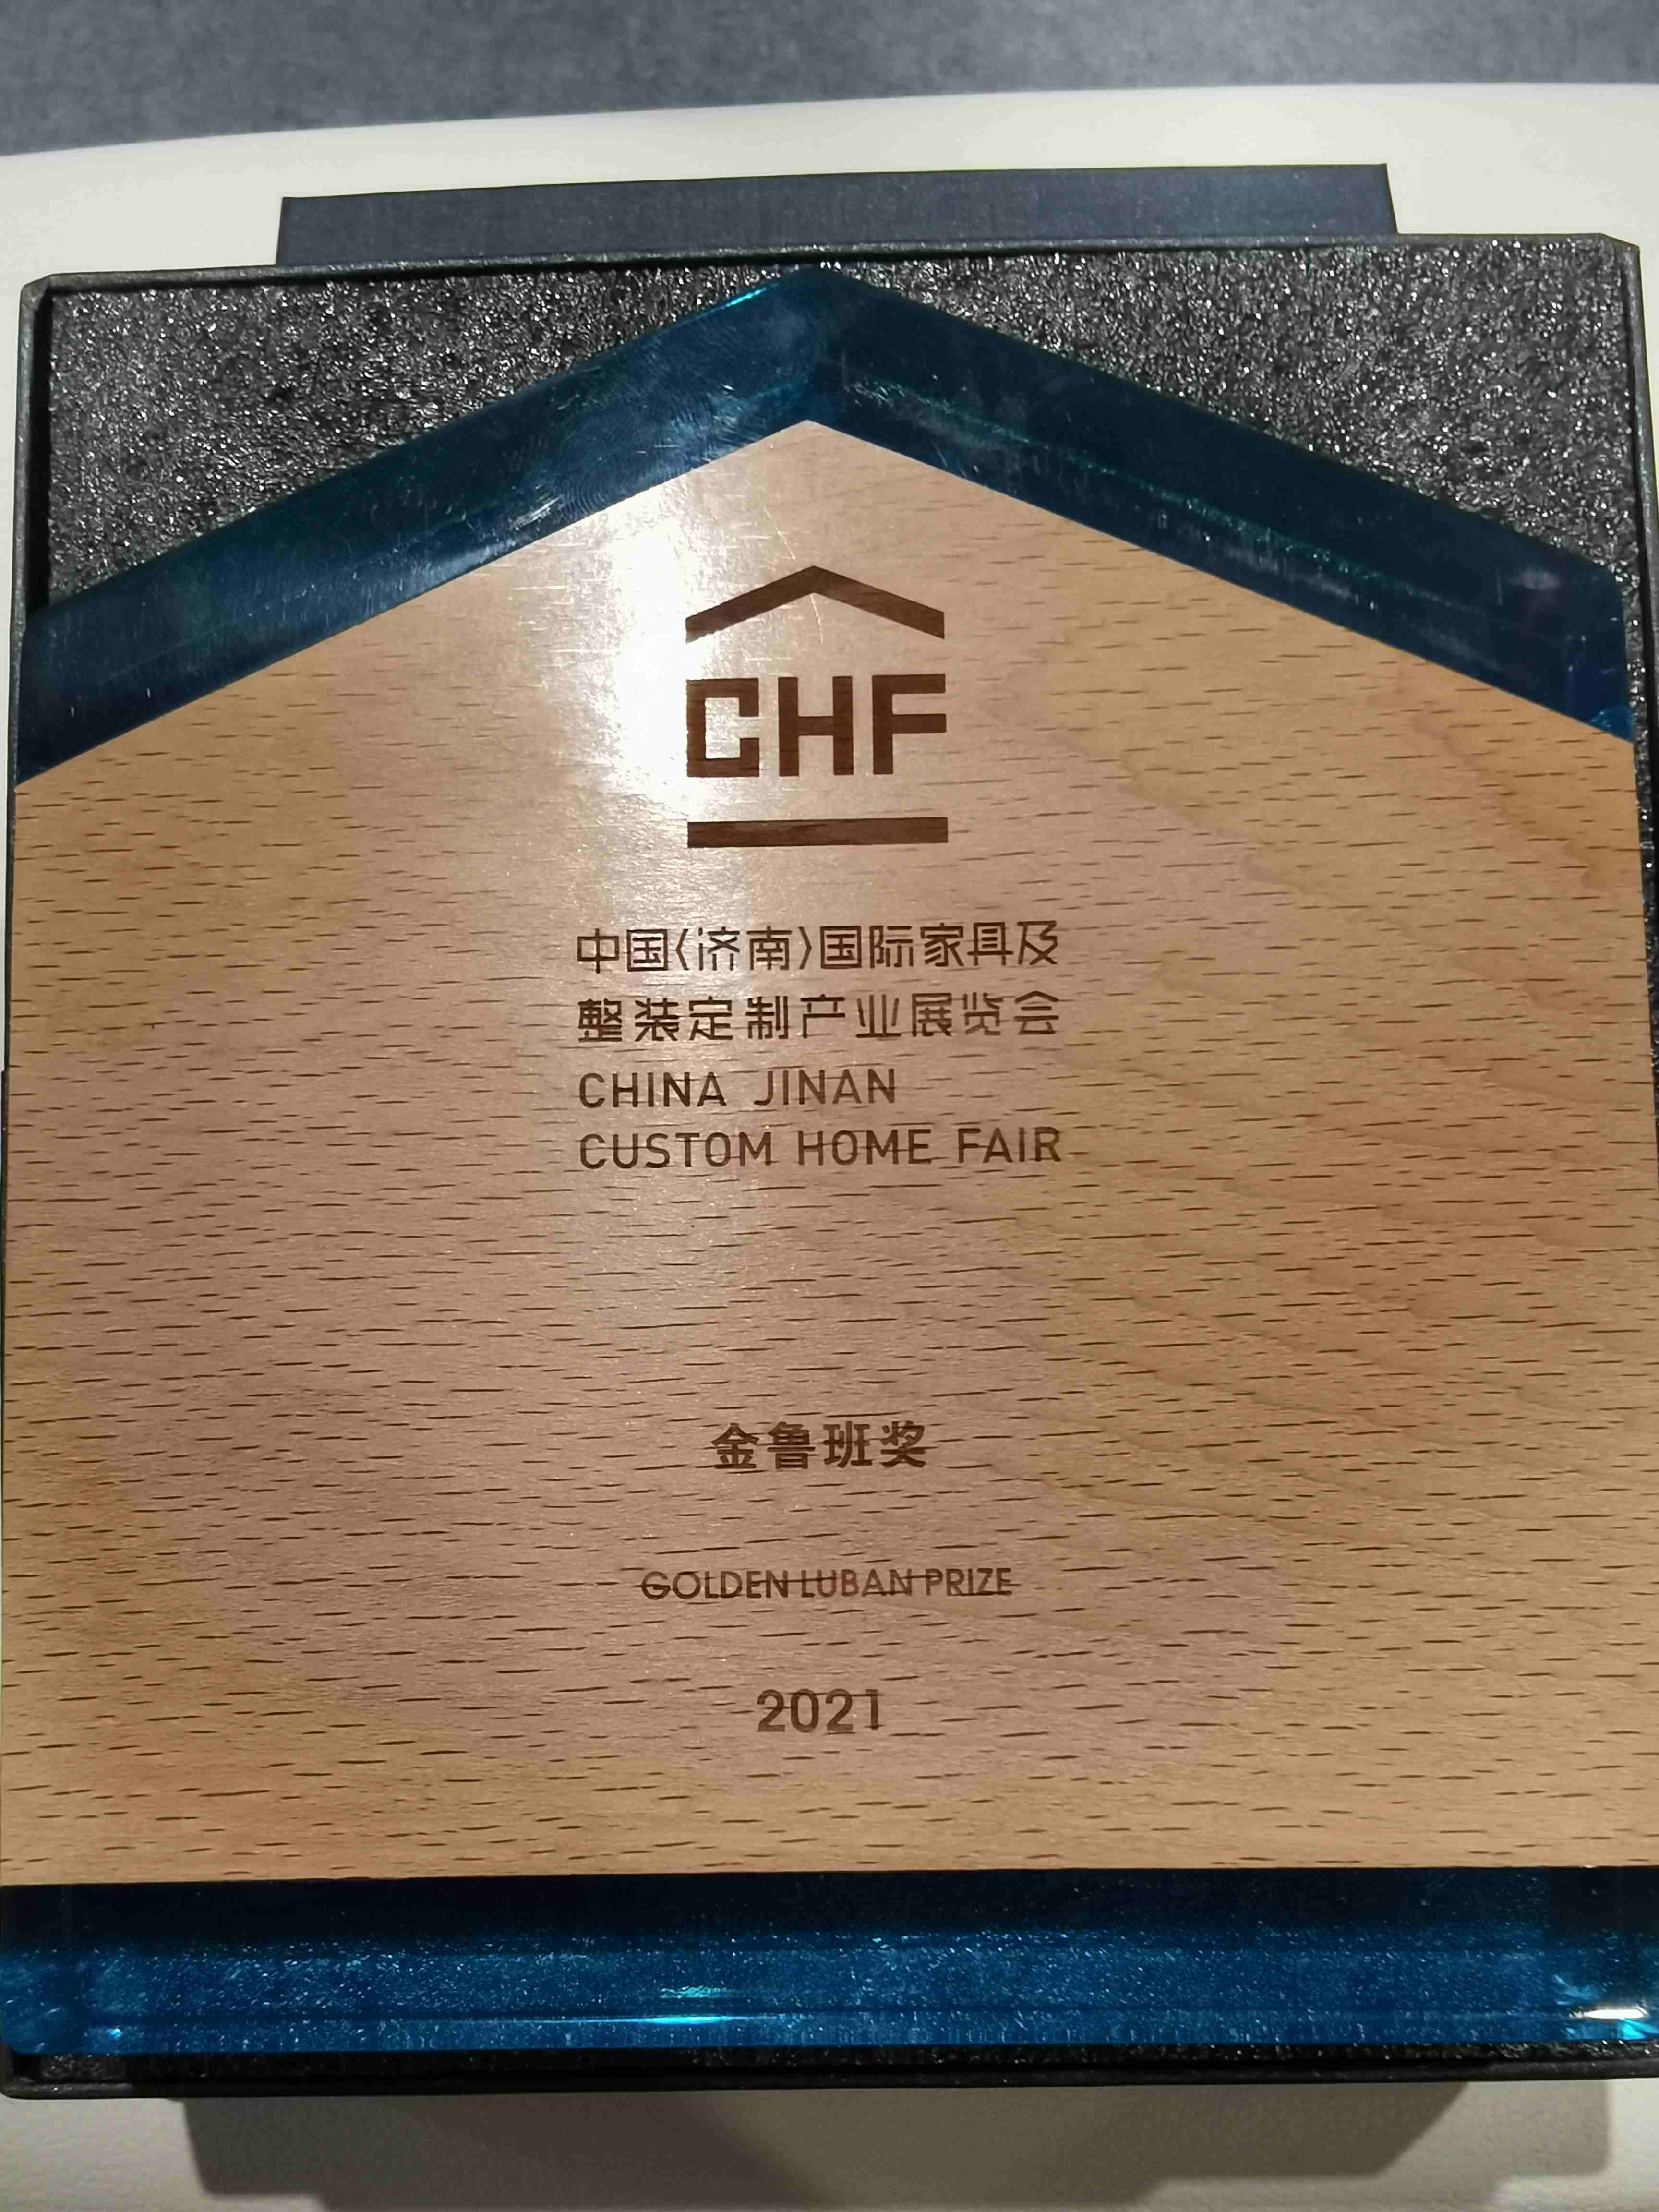 CHF
中国〈济南〉国际家具及
整装定制产业展览会
CHINA JINAN
CUSTOM HOME FAIR
金鲁班奖
GOLDEN LUBAN PRIZE
2021